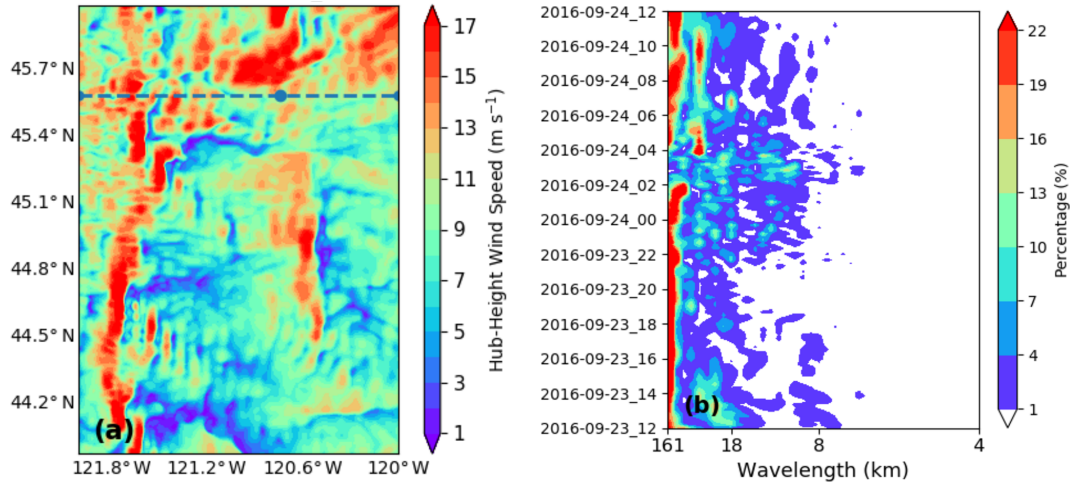 45.7° N
45.4° N
45.1° N
44.8° N
44.5° N
44.2° N
(a)
121.8°W
121.2°W
120.6°W
120°W
17
15
13
11
9
7
5
3
1
Hub-Height Wind Speed (m s⁻¹)
2016-09-24_12
2016-09-24_10
2016-09-24_08
2016-09-24_06
2016-09-24_04
2016-09-24_02
2016-09-24_00
2016-09-23_22
2016-09-23_20
2016-09-23_18
2016-09-23_16
2016-09-23_14
2016-09-23_12
(b)
161
18
8
4
Wavelength (km)
22
19
16
13
10
7
4
1
Percentage (%)